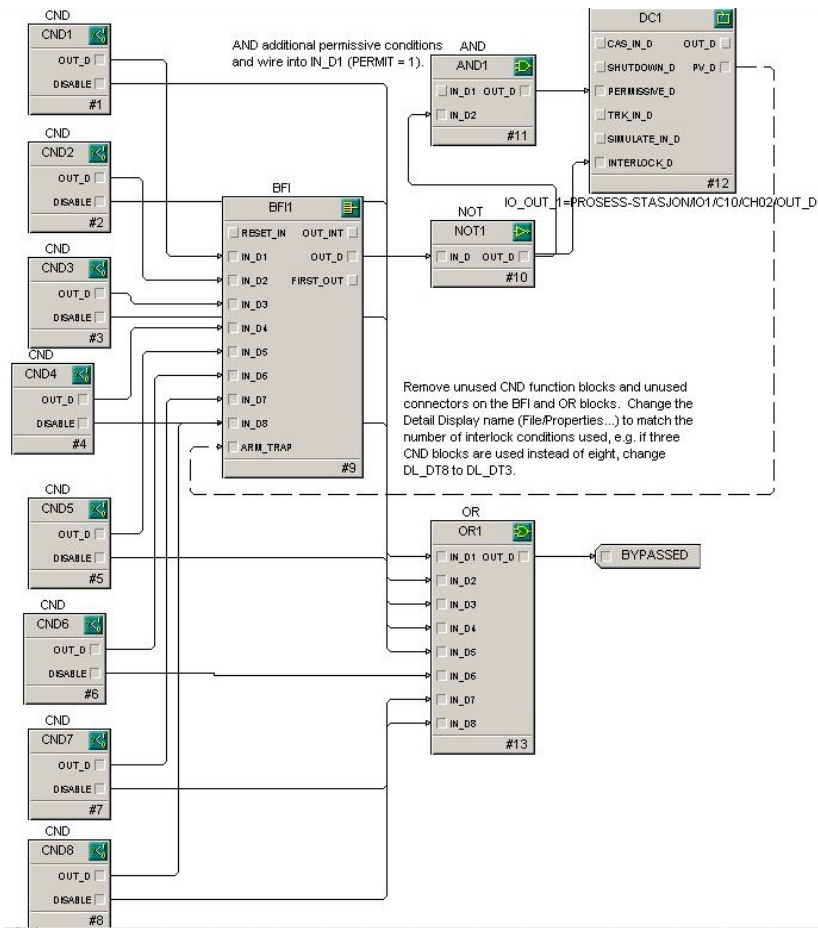 CND
CND1
OUT_D
DISABLE
#1
CND
CND2
OUT_D
DISABLE
#2
CND
CND3
OUT_D
DISABLE
#3
CND
CND4
OUT_D
DISABLE
#4
CND
CND5
OUT_D
DISABLE
#5
CND
CND6
OUT_D
DISABLE
#6
CND
CND7
OUT_D
DISABLE
#7
CND
CND8
OUT_D
DISABLE
#8
BFI
BFI1
RESET_IN OUT_INT
IN_D1 OUT_D
IN_D2 FIRST_OUT
IN_D3
IN_D4
IN_D5
IN_D6
IN_D7
IN_D8
ARM_TRAP
#9
AND additional permissive conditions
and wire into IN_D1 (PERMIT = 1).
AND
AND1
IN_D1 OUT_D
IN_D2
#11
NOT
NOT1
IN_D OUT_D
#10
DC1
CAS_IN_D OUT_D
SHUTDOWN_D PV_D
PERMISSIVE_D
TRK_IN_D
SIMULATE_IN_D
INTERLOCK_D
#12
IO_OUT_1=PROSESS-STASJON/IO1/C10/CH02/OUT_D
Remove unused CND function blocks and unused
connectors on the BFI and OR blocks. Change the
Detail Display name (File/Properties...) to match the
number of interlock conditions used, e.g. if three
CND blocks are used instead of eight, change
DL_DT8 to DL_DT3.
OR
OR1
IN_D1 OUT_D
IN_D2
IN_D3
IN_D4
IN_D5
IN_D6
IN_D7
IN_D8
#13
BYPASSED